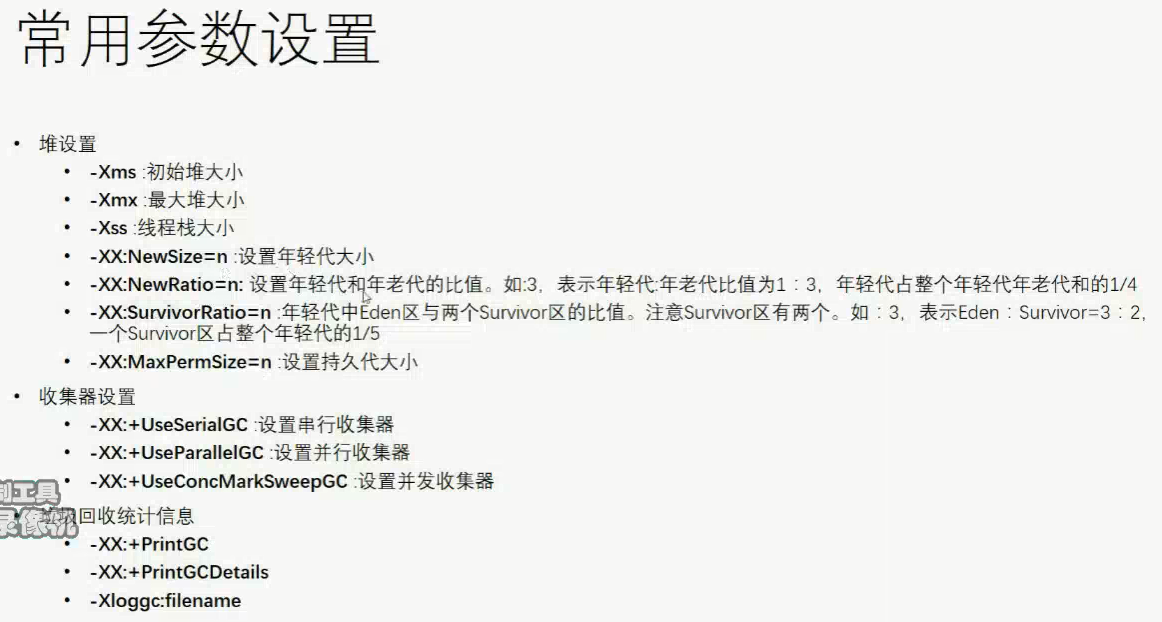 常用参数设置
• 堆设置
• -Xms :初始堆大小
• -Xmx :最大堆大小
• -Xss :线程栈大小
• -XX:NewSize=n :设置年轻代大小
• -XX:NewRatio=n: 设置年轻代和年老代的比值。如:3，表示年轻代:年老代比值为1：3，年轻代占整个年轻代年老代和的1/4
• -XX:SurvivorRatio=n :年轻代中Eden区与两个Survivor区的比值。注意Survivor区有两个。如：3，表示Eden：Survivor=3：2，
一个Survivor区占整个年轻代的1/5
• -XX:MaxPermSize=n :设置持久代大小
• 收集器设置
• -XX:+UseSerialGC :设置串行收集器
• -XX:+UseParallelGC :设置并行收集器
• -XX:+UseConcMarkSweepGC :设置并发收集器
制工具
录像机
• 垃圾回收统计信息
• -XX:+PrintGC
• -XX:+PrintGCDetails
• -Xloggc:filename